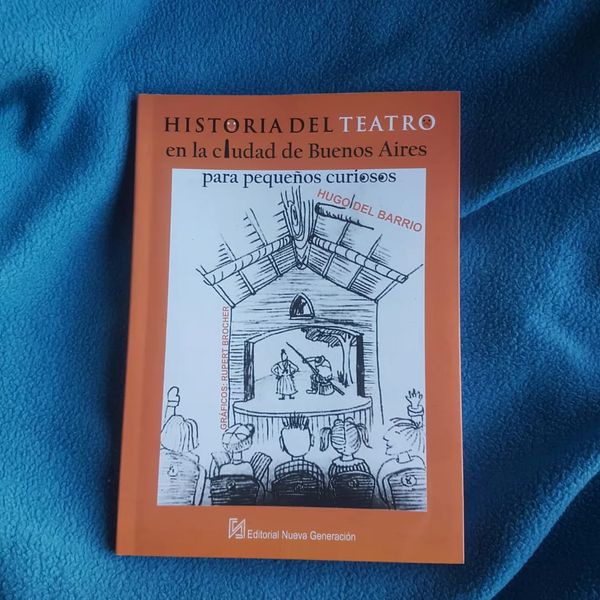 HISTORIA DEL TEATRO
en la ciudad de Buenos Aires
para pequeños curiosos
HUGO DEL BARRIO
GRÁFICOS: RUPERT BROCHER
K
Editorial Nueva Generación